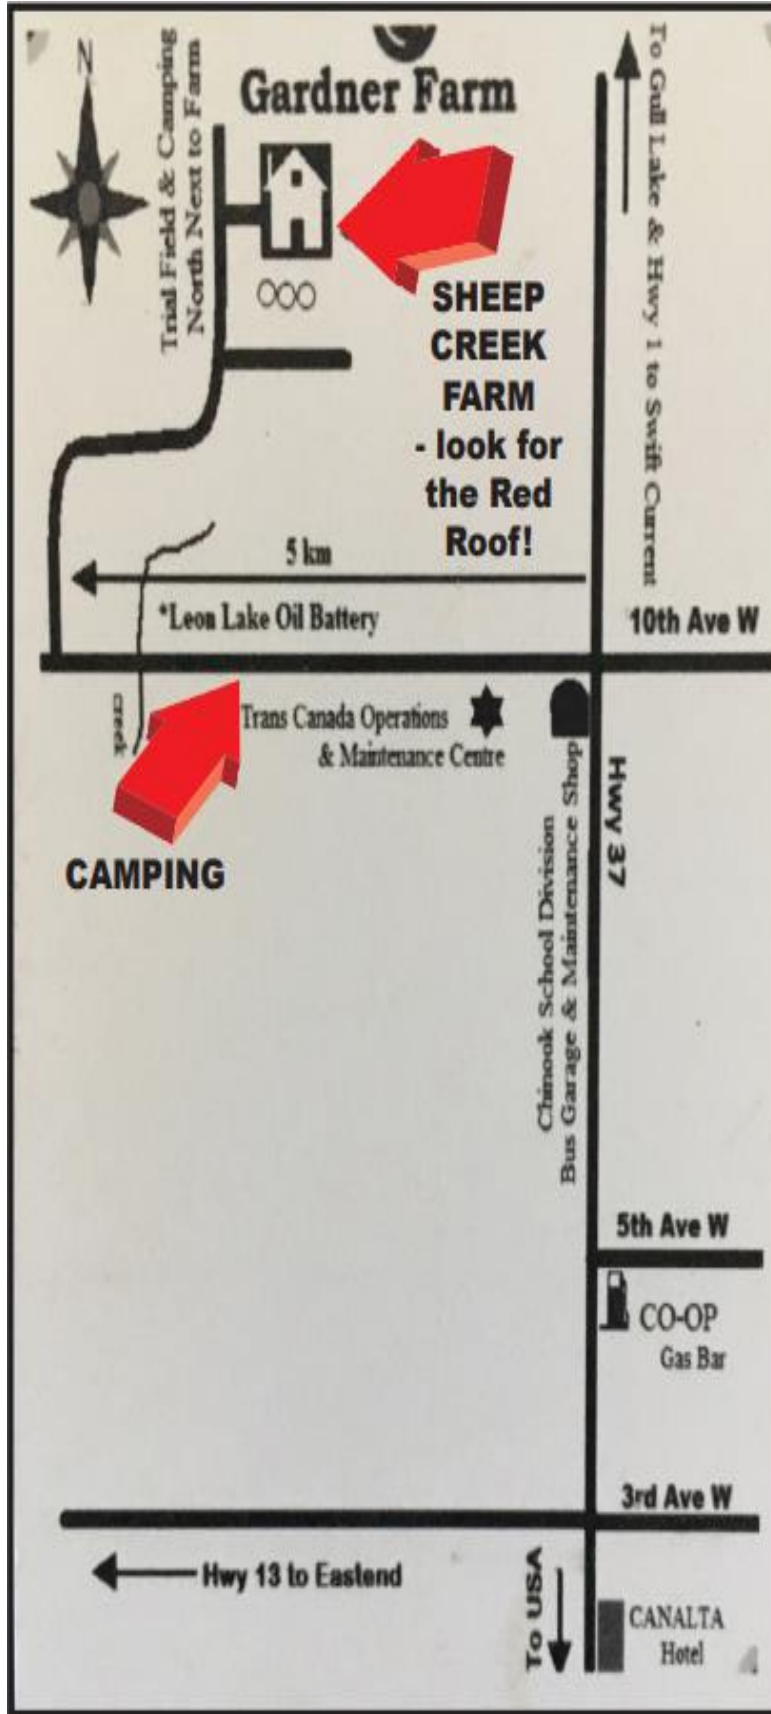 N
Trial Field & Camping
North Next to Farm
Gardner Farm
To Gull Lake & Hwy 1 to Swift Current
SHEEP
CREEK
FARM
- look for
the Red
Roof!
5 km
*Leon Lake Oil Battery
10th Ave W
creek
Trans Canada Operations
& Maintenance Centre
CAMPING
Hwy 37
Chinook School Division
Bus Garage & Maintenance Shop
5th Ave W
CO-OP
Gas Bar
3rd Ave W
Hwy 13 to Eastend
To USA
CANALTA
Hotel